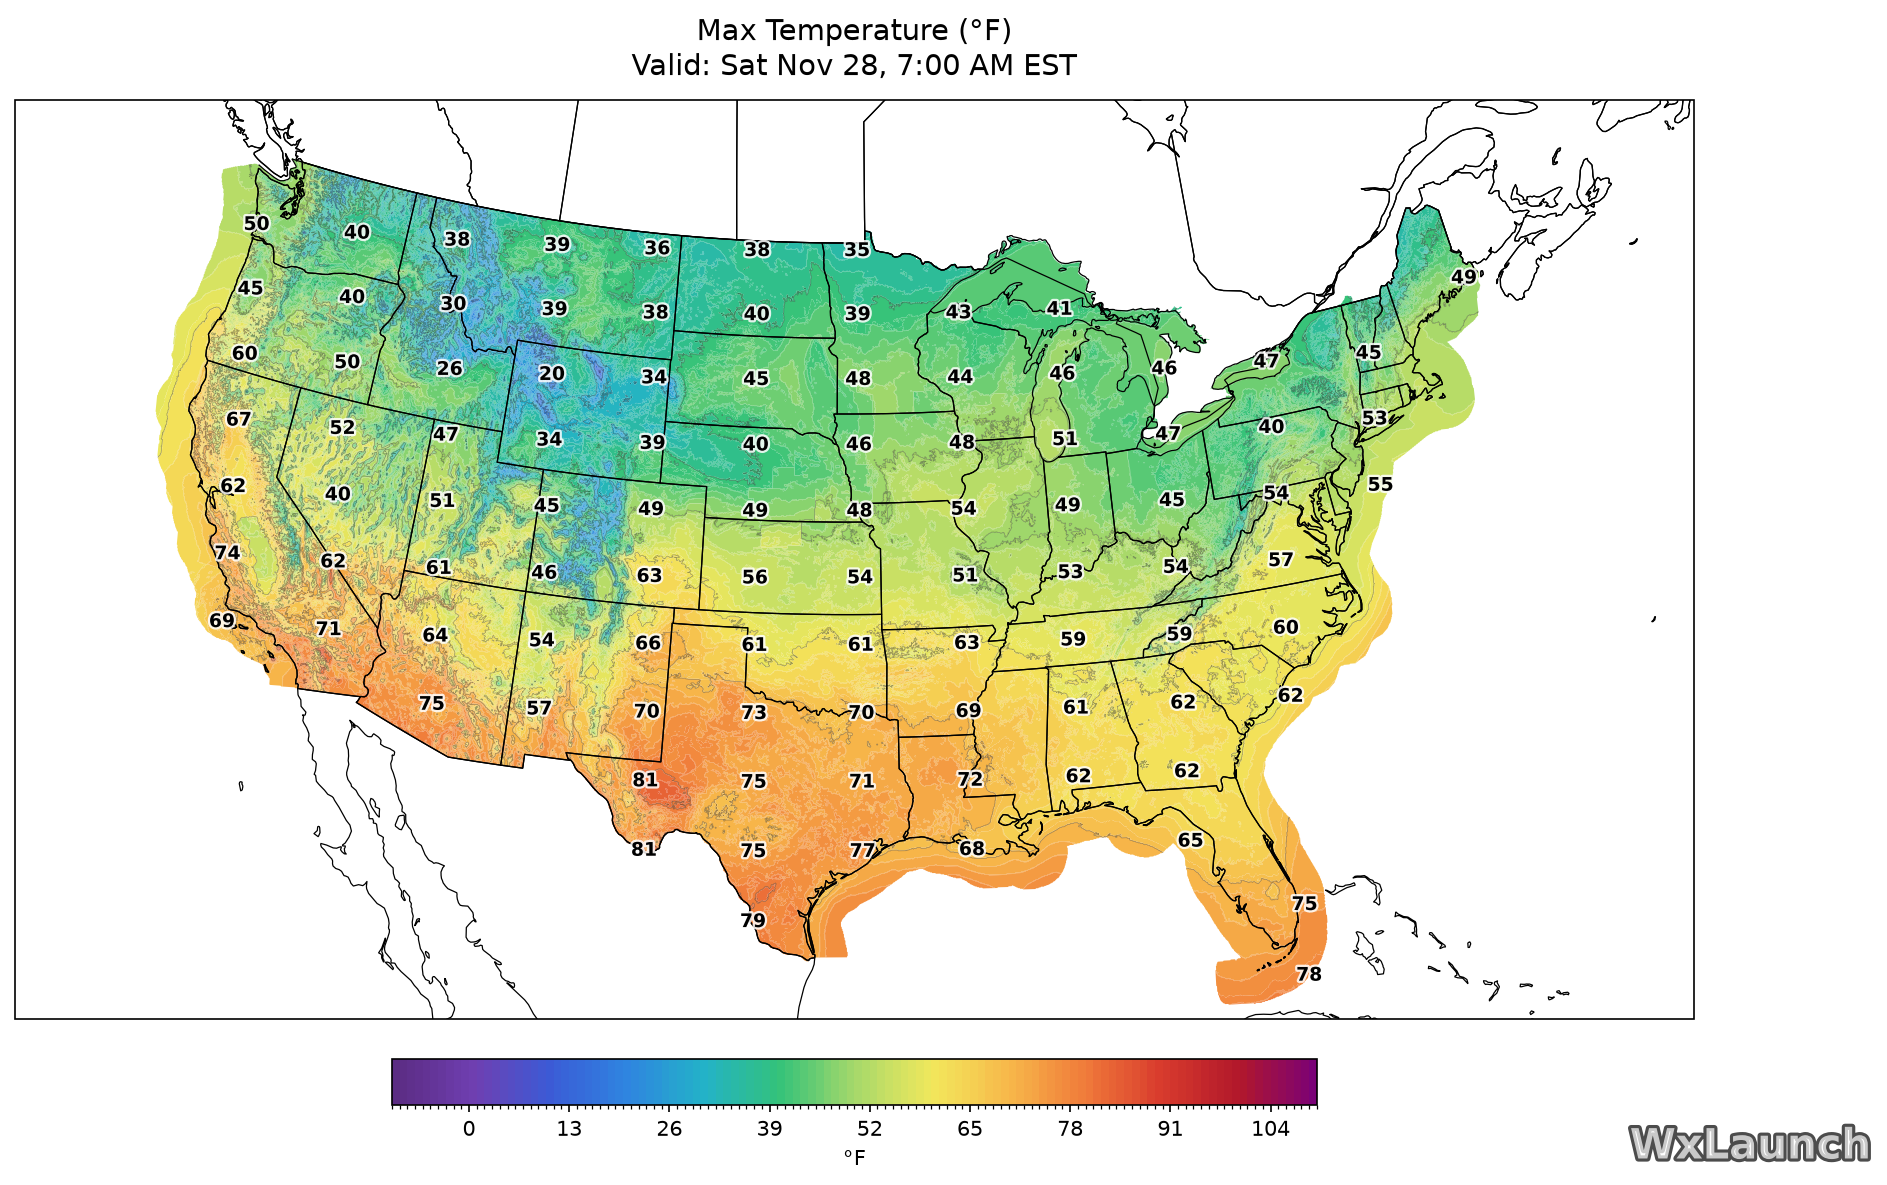 Max Temperature (°F)
Valid: Sat Nov 28, 7:00 AM EST
50 40 38 39 36 38 35 49
45 40 30 39 38 40 39 43 41
60 50 26 20 34 45 48 44 46 46 47 45
67 52 47 34 39 40 46 48 51 47 40 53
62 40 51 45 49 49 48 54 49 45 54 55
74 62 61 46 63 56 54 51 53 54 57
69 71 64 54 66 61 61 63 59 59 60
75 57 70 73 70 69 61 62 62
81 75 71 72 62 62
81 75 77 68 65
79 75
78
0 13 26 39 52 65 78 91 104
°F
WxLaunch